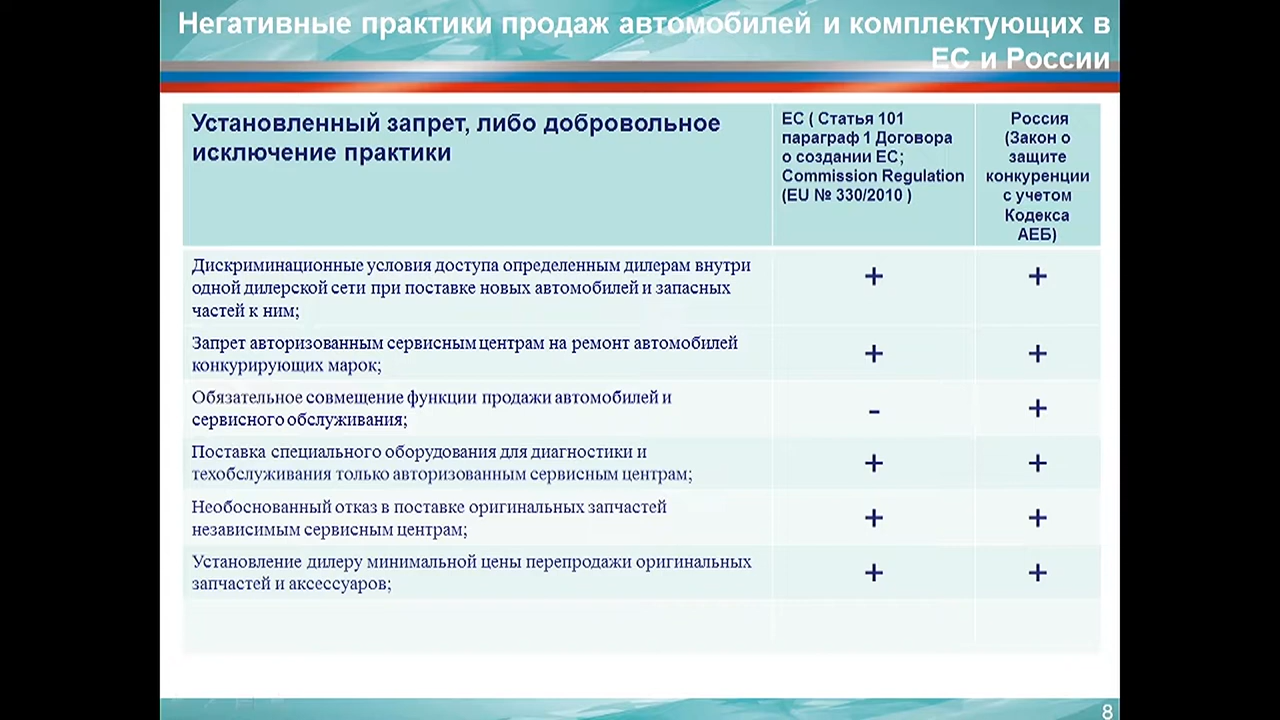 Негативные практики продаж автомобилей и комплектующих в
ЕС и России
Установленный запрет, либо добровольное
исключение практики
ЕС ( Статья 101
параграф 1 Договора
о создании ЕС;
Commission Regulation
(EU № 330/2010 )
Россия
(Закон о
защите
конкуренции
с учетом
Кодекса
АЕБ)
Дискриминационные условия доступа определенным дилерам внутри
одной дилерской сети при поставке новых автомобилей и запасных
частей к ним;
+
+
Запрет авторизованным сервисным центрам на ремонт автомобилей
конкурирующих марок;
+
+
Обязательное совмещение функции продажи автомобилей и
сервисного обслуживания;
-
+
Поставка специального оборудования для диагностики и
техобслуживания только авторизованным сервисным центрам;
+
+
Необоснованный отказ в поставке оригинальных запчастей
независимым сервисным центрам;
+
+
Установление дилеру минимальной цены перепродажи оригинальных
запчастей и аксессуаров;
+
+
8